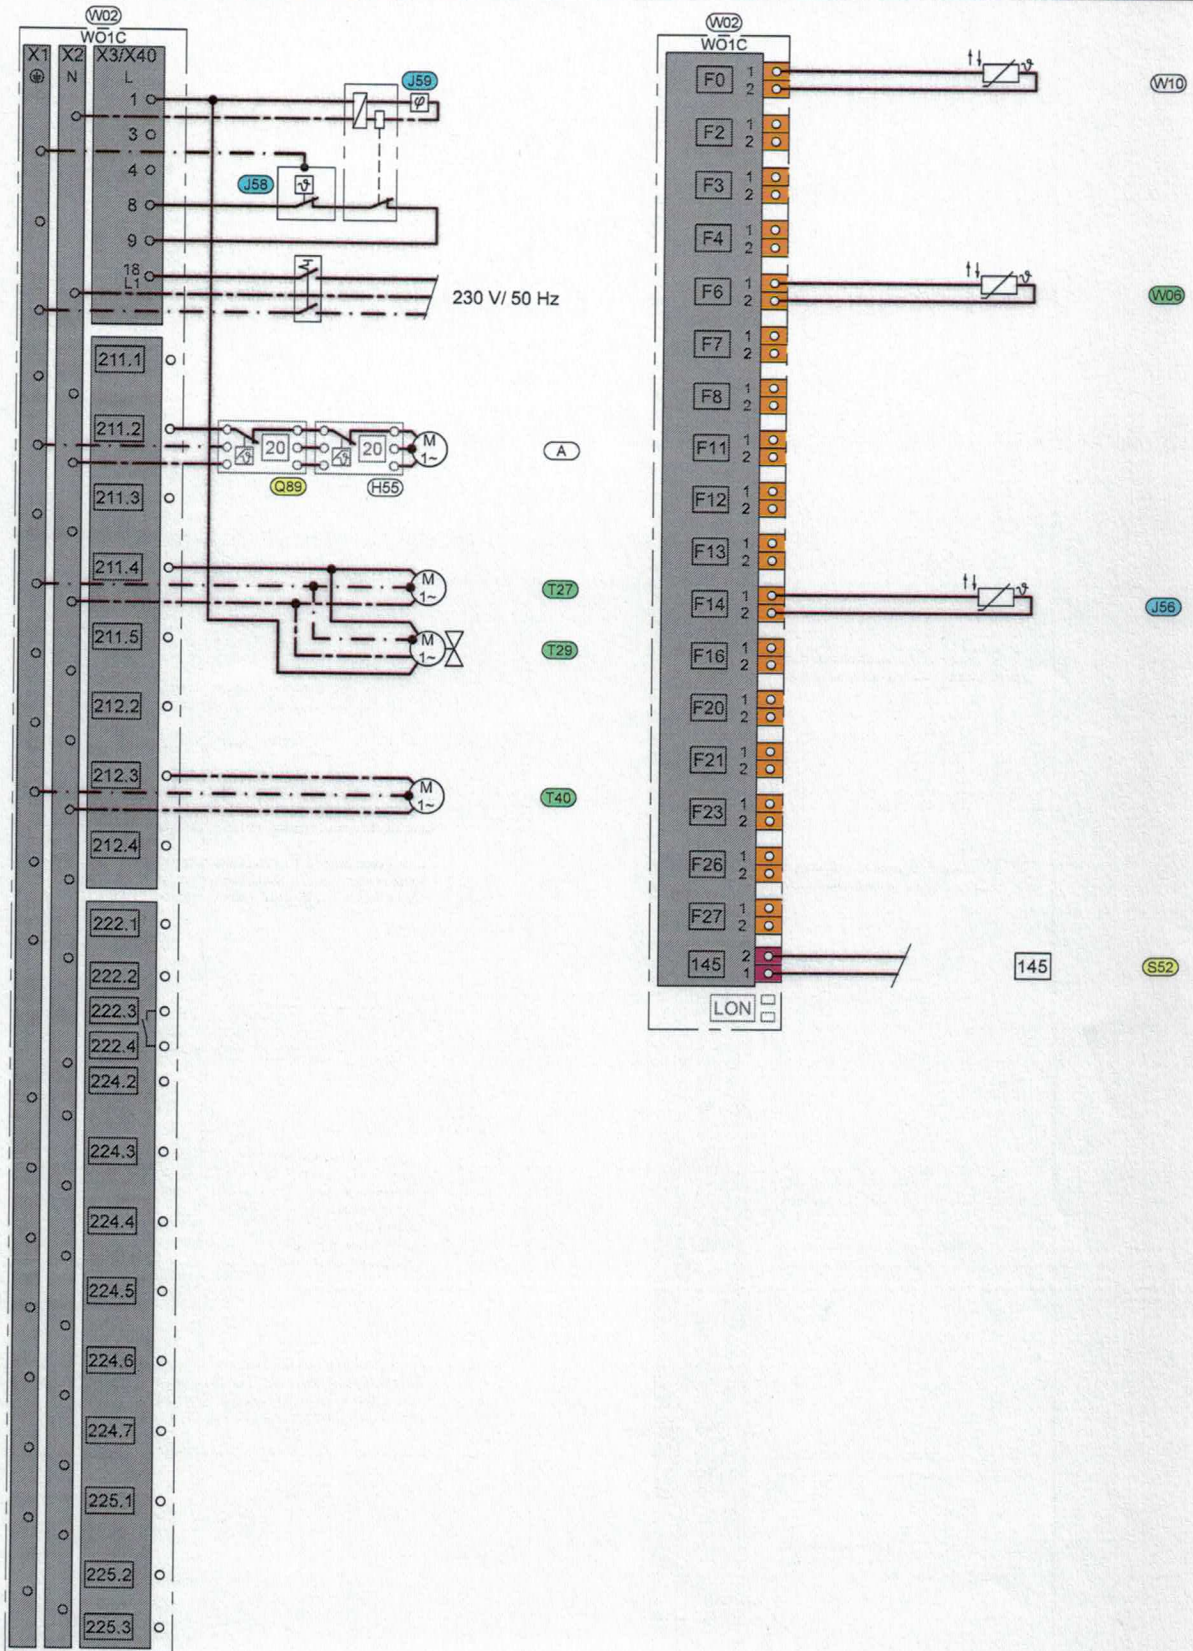 W02
WO1C
X1 X2 X3/X40
N L
1
J59
φ
3
4
J58
ϑ
8
9
18
L1
230 V/ 50 Hz
211.1
211.2
20
20
M
1~
A
Q89
H55
211.3
211.4
M
1~
T27
211.5
M
1~
T29
212.2
212.3
M
1~
T40
212.4
222.1
222.2
222.3
222.4
224.2
224.3
224.4
224.5
224.6
224.7
225.1
225.2
225.3
W02
WO1C
F0 1
2
ϑ
W10
F2 1
2
F3 1
2
F4 1
2
F6 1
2
ϑ
W06
F7 1
2
F8 1
2
F11 1
2
F12 1
2
F13 1
2
F14 1
2
ϑ
J56
F16 1
2
F20 1
2
F21 1
2
F23 1
2
F26 1
2
F27 1
2
145 2
1
145
S52
LON